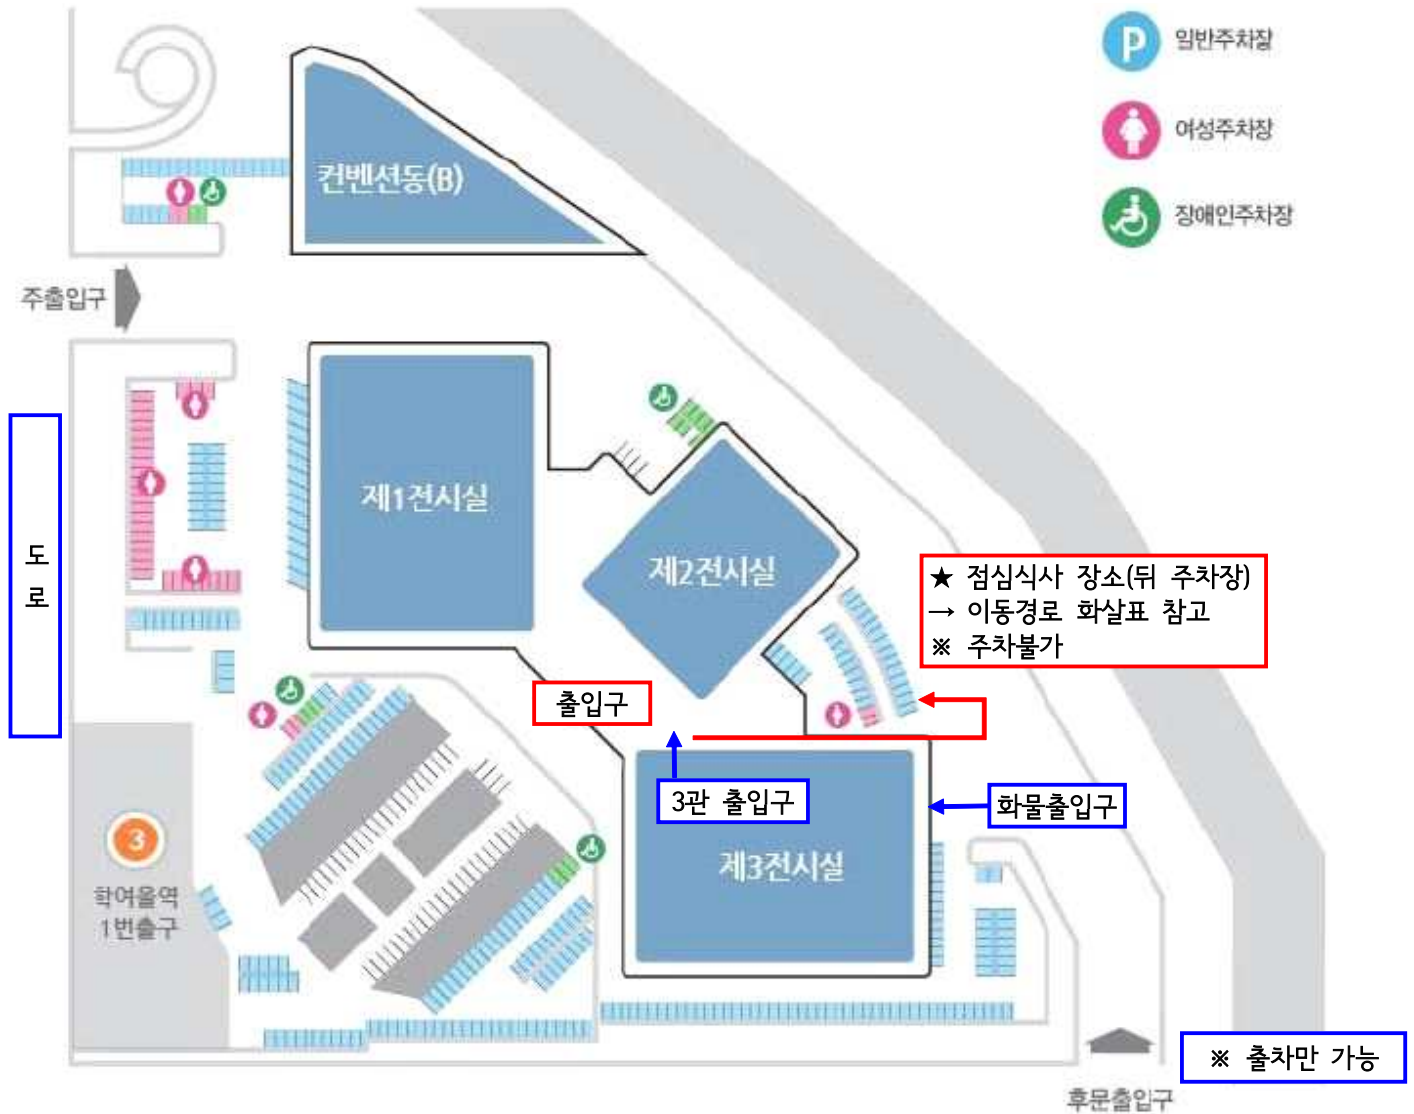 P
일반주차장
여성주차장
장애인주차장
컨벤션동(B)
주출입구
제1전시실
제2전시실
도
로
★ 점심식사 장소(뒤 주차장)
→ 이동경로 화살표 참고
※ 주차불가
출입구
3관 출입구
화물출입구
제3전시실
3
학여울역
1번출구
※ 출차만 가능
후문출입구